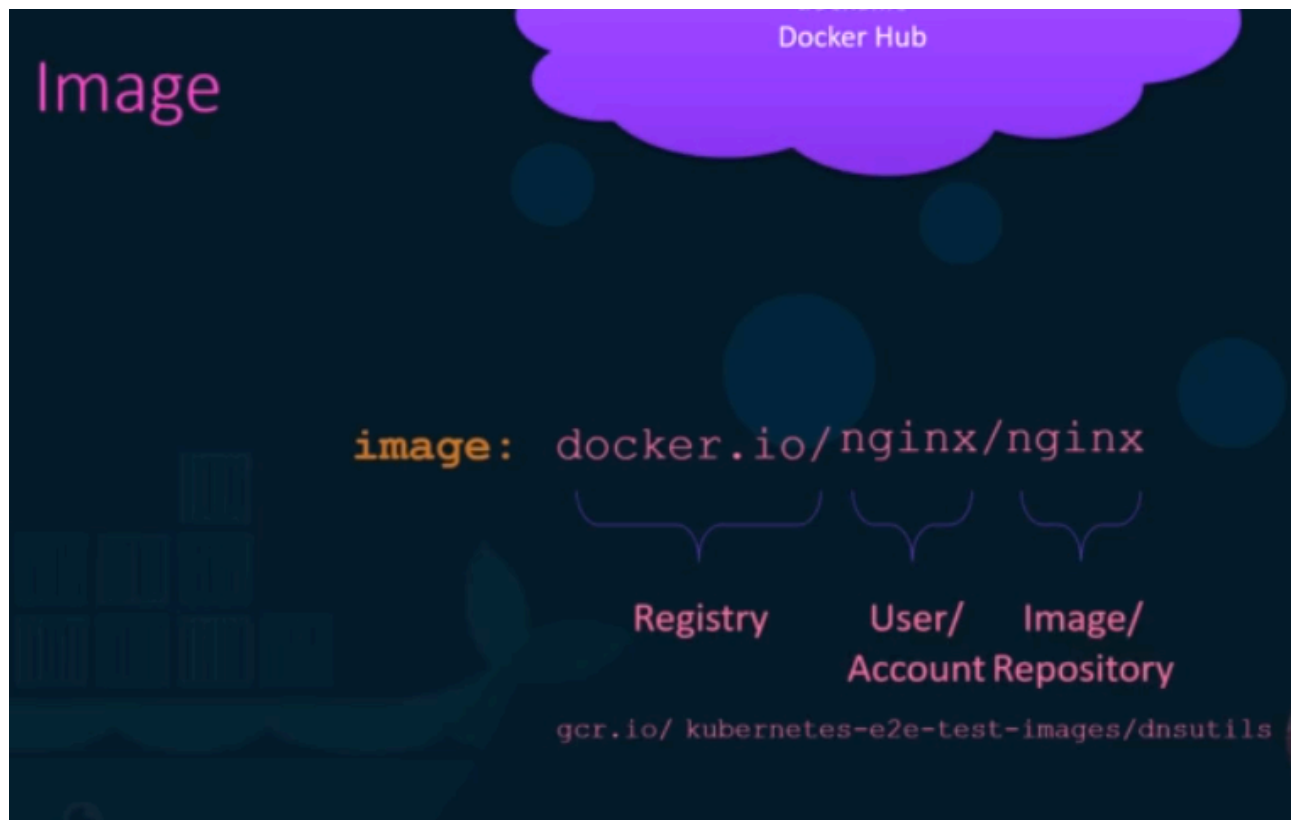 Docker Hub
Image
image: docker.io/nginx/nginx
Registry
User/
Account
Image/
Repository
gcr.io/ kubernetes-e2e-test-images/dnsutils